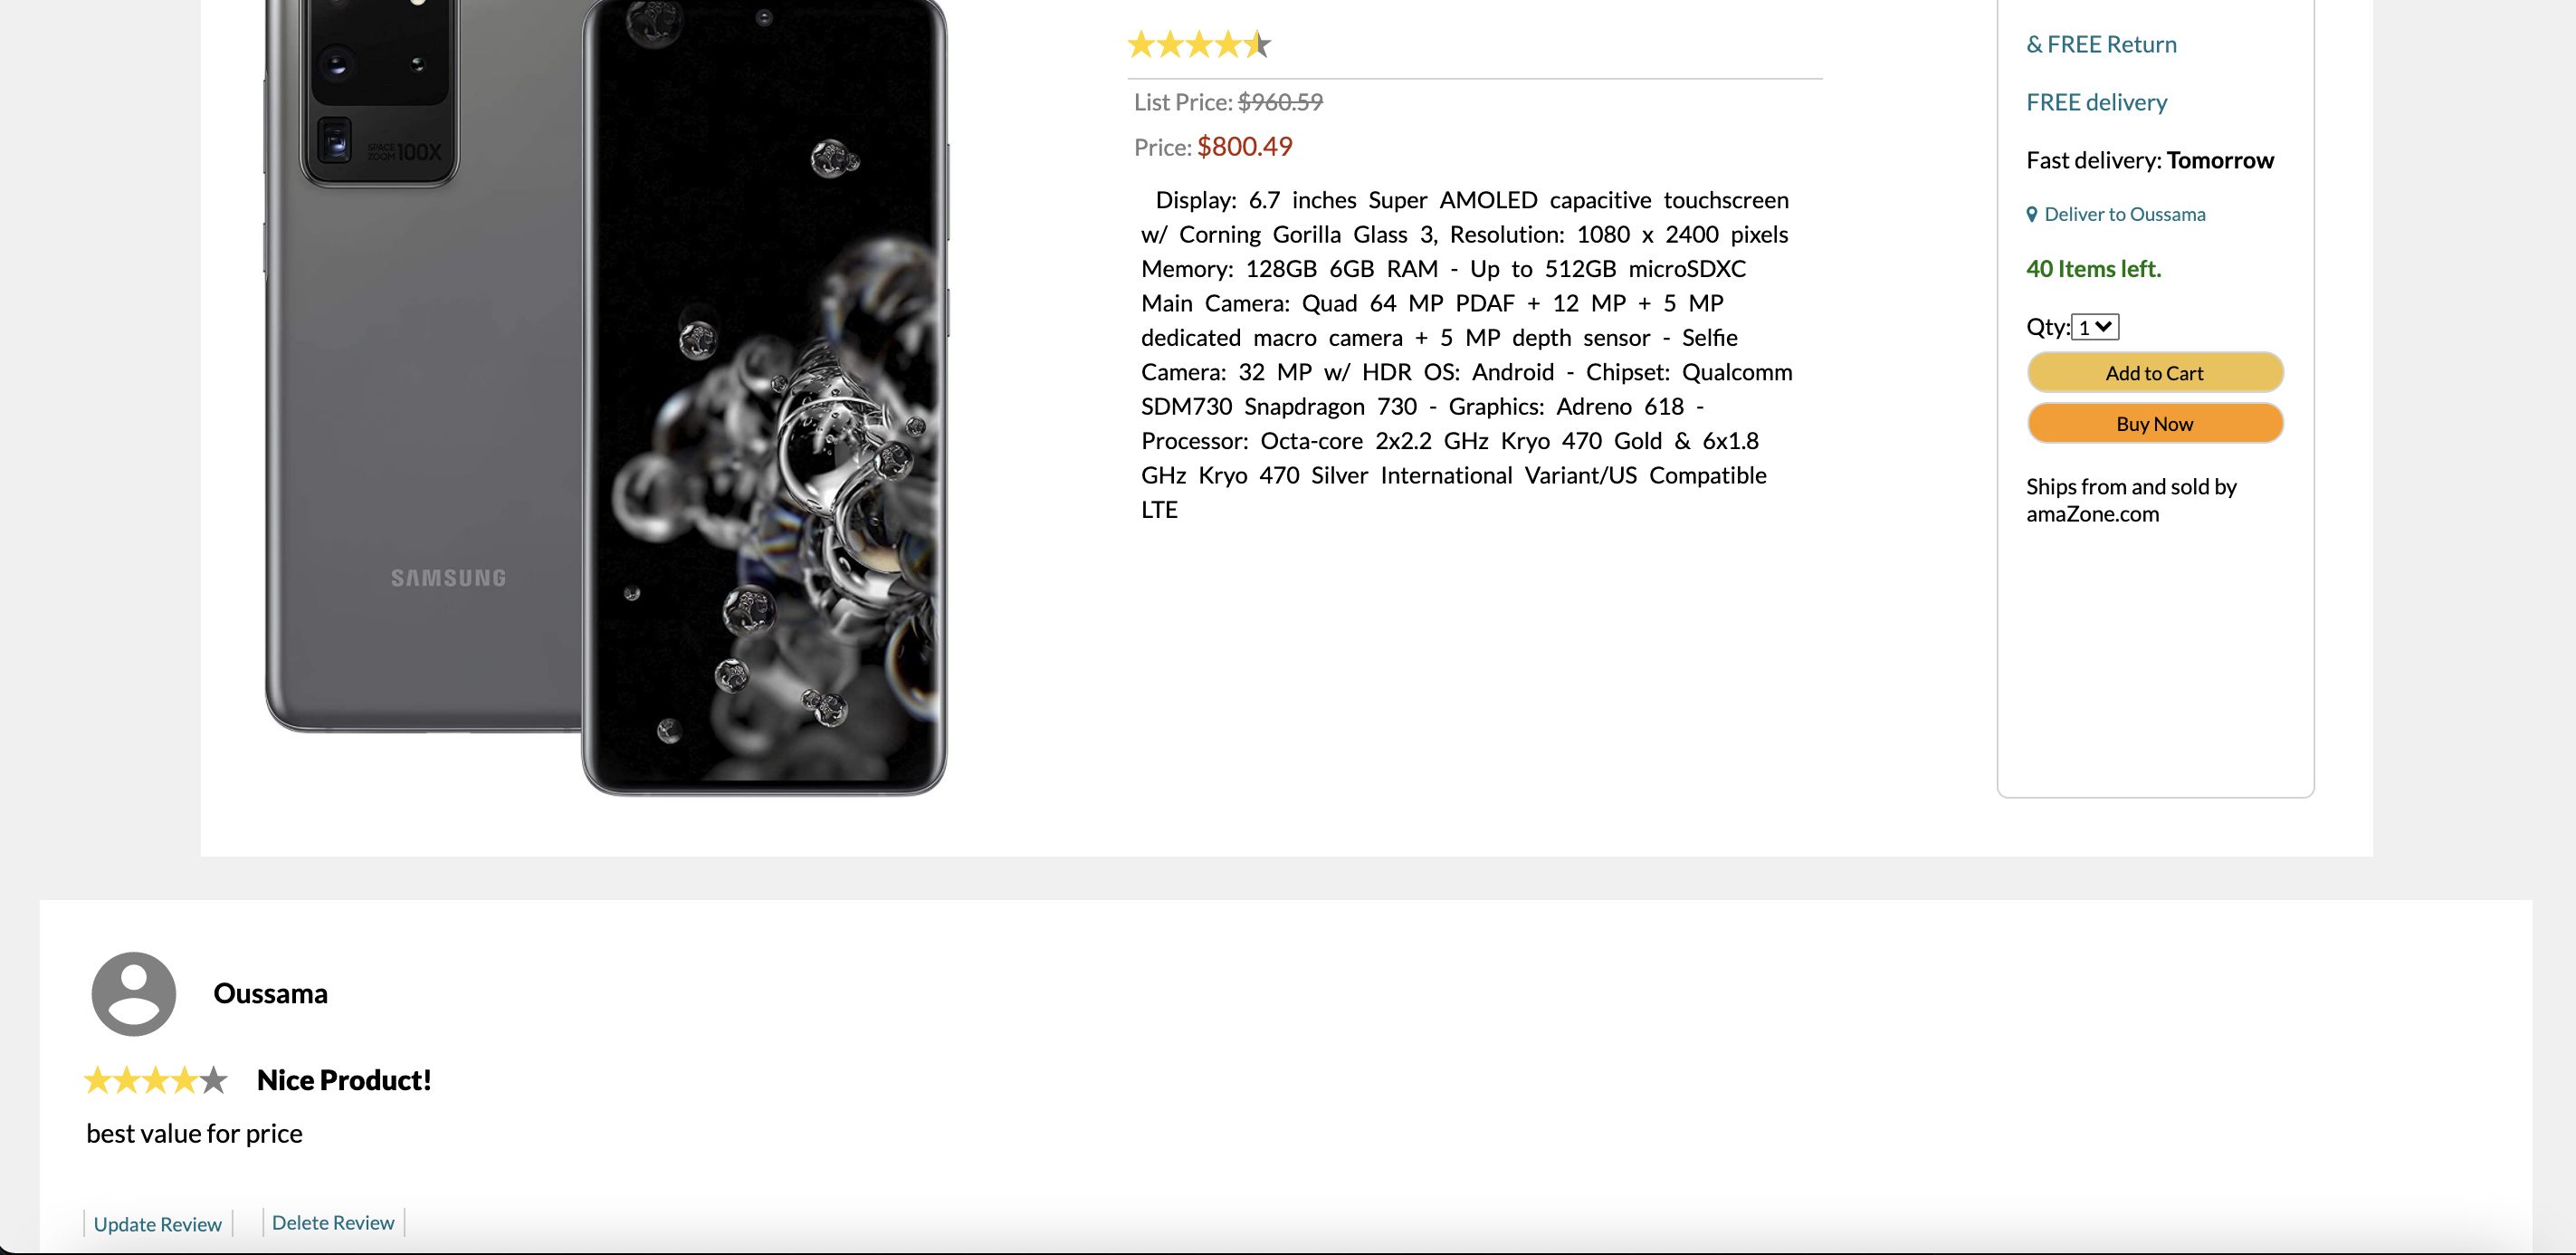 SPACE
ZOOM 100X
SAMSUNG
List Price: $960.59
Price: $800.49
Display: 6.7 inches Super AMOLED capacitive touchscreen
w/ Corning Gorilla Glass 3, Resolution: 1080 x 2400 pixels
Memory: 128GB 6GB RAM - Up to 512GB microSDXC
Main Camera: Quad 64 MP PDAF + 12 MP + 5 MP
dedicated macro camera + 5 MP depth sensor - Selfie
Camera: 32 MP w/ HDR OS: Android - Chipset: Qualcomm
SDM730 Snapdragon 730 - Graphics: Adreno 618 -
Processor: Octa-core 2x2.2 GHz Kryo 470 Gold & 6x1.8
GHz Kryo 470 Silver International Variant/US Compatible
LTE
& FREE Return
FREE delivery
Fast delivery: Tomorrow
Deliver to Oussama
40 Items left.
Qty: 1
Add to Cart
Buy Now
Ships from and sold by
amaZone.com
Oussama
Nice Product!
best value for price
Update Review
Delete Review